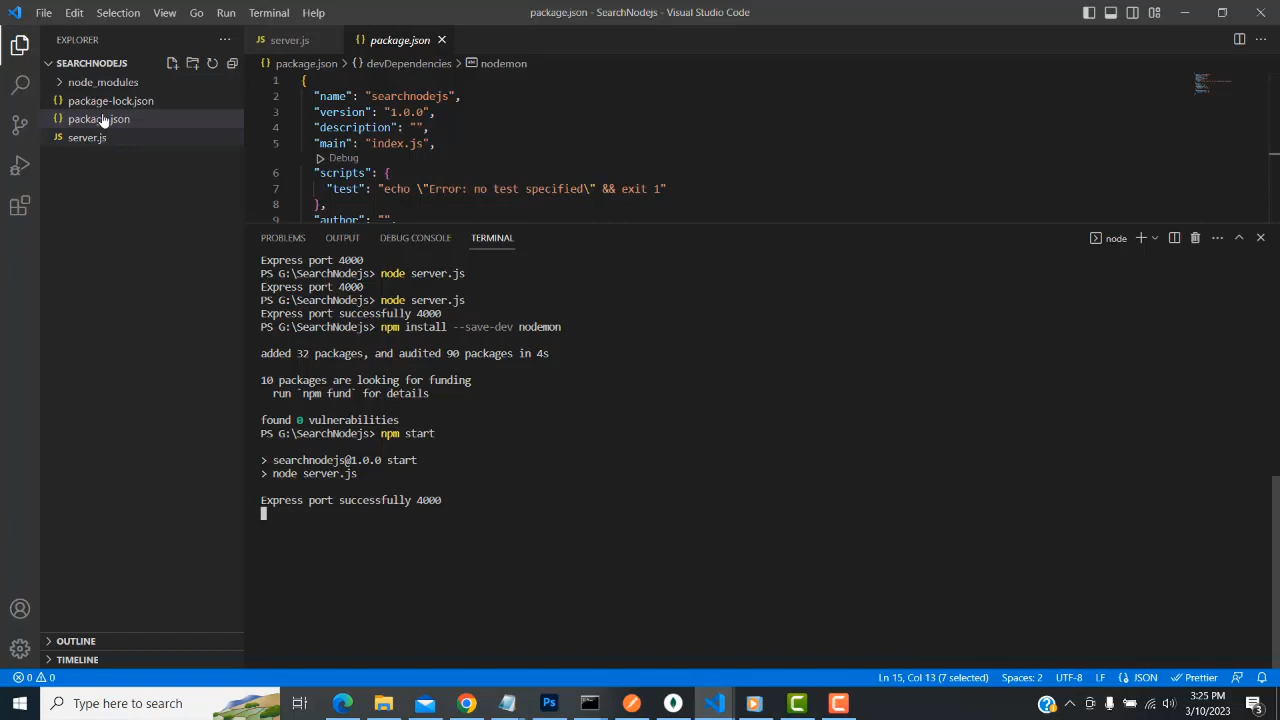 File Edit Selection View Go Run Terminal Help
package.json - SearchNodejs - Visual Studio Code
EXPLORER
SEARCHNODEJS
node_modules
package-lock.json
package.json
JS server.js
OUTLINE
TIMELINE
JS server.js
{} package.json
{} package.json > devDependencies > nodemon
1 {
2 "name": "searchnodejs",
3 "version": "1.0.0",
4 "description": "",
5 "main": "index.js",
Debug
6 "scripts": {
7 "test": "echo \"Error: no test specified\" && exit 1"
8 },
9 "author": "",
PROBLEMS OUTPUT DEBUG CONSOLE TERMINAL
node
Express port 4000
PS G:\SearchNodejs> node server.js
Express port 4000
PS G:\SearchNodejs> node server.js
Express port successfully 4000
PS G:\SearchNodejs> npm install --save-dev nodemon
added 32 packages, and audited 90 packages in 4s
10 packages are looking for funding
run `npm fund` for details
found 0 vulnerabilities
PS G:\SearchNodejs> npm start
> searchnodejs@1.0.0 start
> node server.js
Express port successfully 4000
0 0
Ln 15, Col 13 (7 selected) Spaces: 2 UTF-8 LF {} JSON Prettier
Type here to search
Ps
3:25 PM
3/10/2023